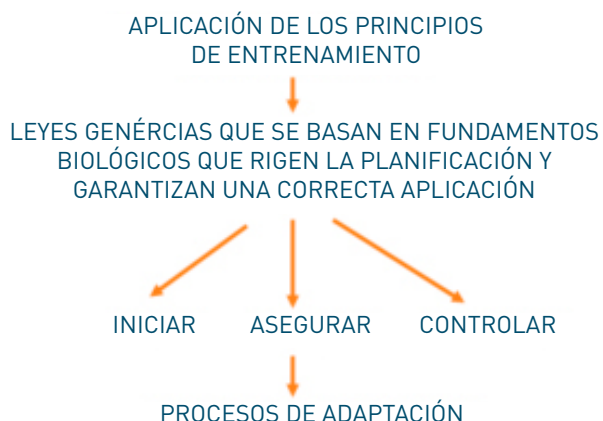 APLICACIÓN DE LOS PRINCIPIOS
DE ENTRENAMIENTO
LEYES GENÉRCIAS QUE SE BASAN EN FUNDAMENTOS
BIOLÓGICOS QUE RIGEN LA PLANIFICACIÓN Y
GARANTIZAN UNA CORRECTA APLICACIÓN
INICIAR ASEGURAR CONTROLAR
PROCESOS DE ADAPTACIÓN